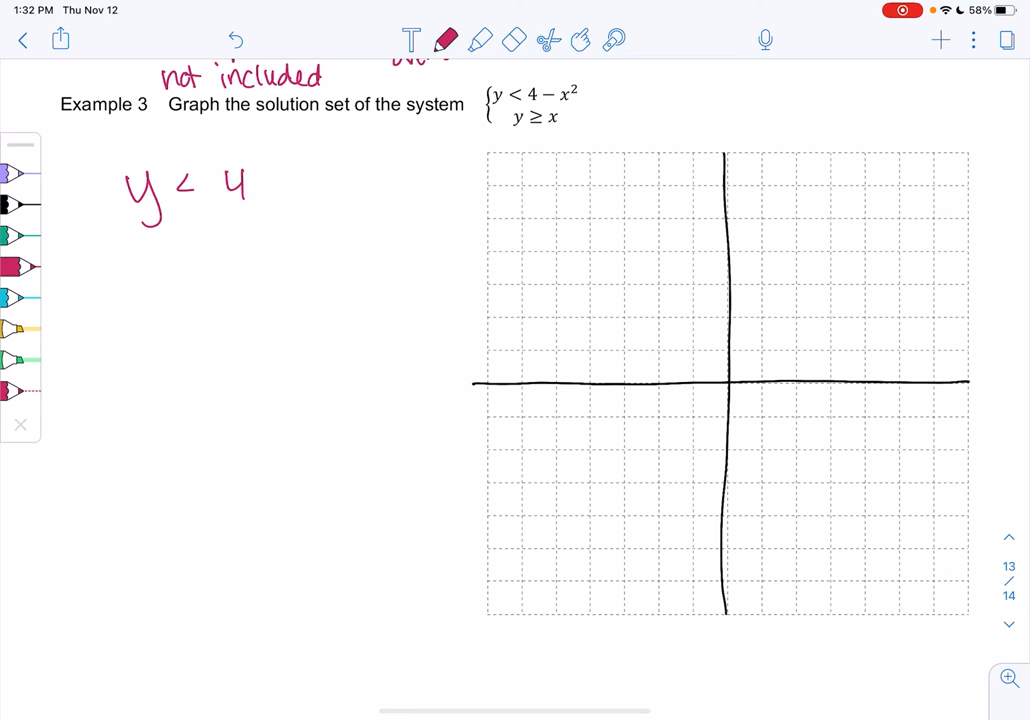 1:32 PM Thu Nov 12
58%
T
not included
Example 3 Graph the solution set of the system
y < 4 − x²
y ≥ x
y < 4
13
/
14